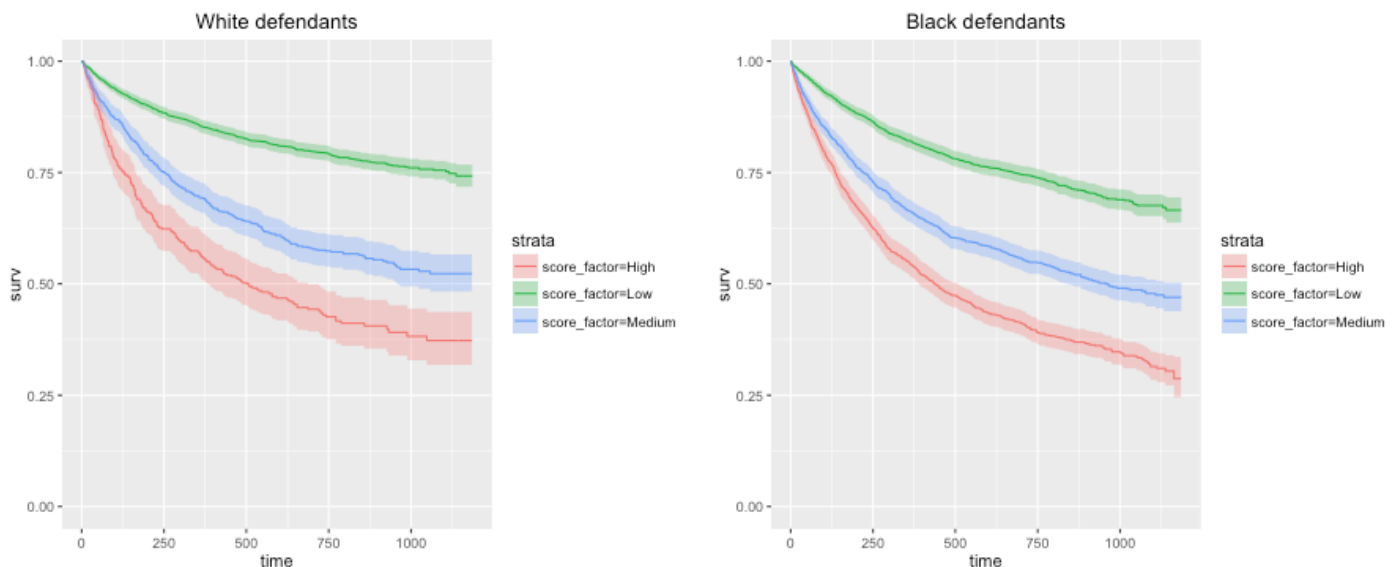 White defendants
1.00
0.75
0.50
0.25
0.00
surv
0
250
500
750
1000
time
strata
score_factor=High
score_factor=Low
score_factor=Medium
Black defendants
1.00
0.75
0.50
0.25
0.00
surv
0
250
500
750
1000
time
strata
score_factor=High
score_factor=Low
score_factor=Medium